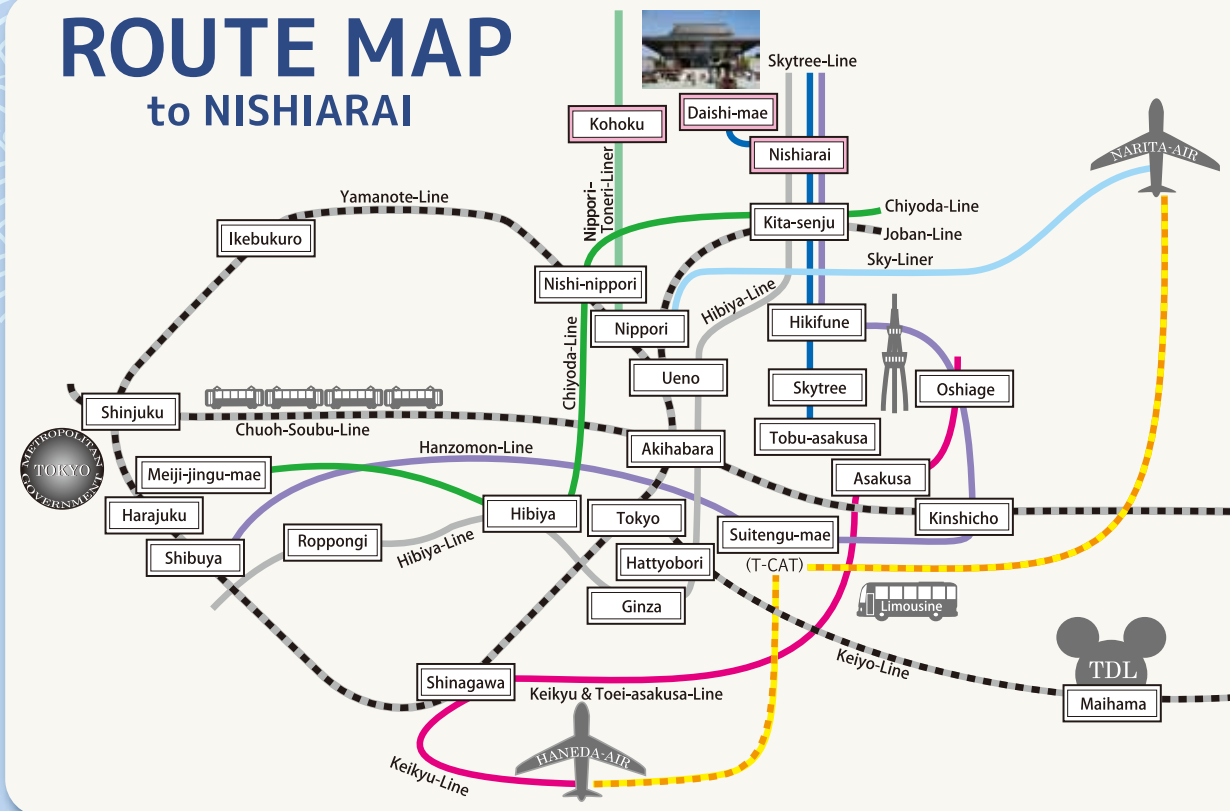 ROUTE MAP
to NISHIARAI
Skytree-Line
Daishi-mae
Kohoku
Nishiarai
NARITA-AIR
Nippori-
Toneri-Liner
Yamanote-Line
Ikebukuro
Kita-senju
Chiyoda-Line
Joban-Line
Sky-Liner
Nishi-nippori
Hibiya-Line
Nippori
Hikifune
Chiyoda-Line
Ueno
Skytree
Oshiage
Shinjuku
Chuoh-Soubu-Line
Tobu-asakusa
Hanzomon-Line
Akihabara
METROPOLITAN
TOKYO
GOVERNMENT
Meiji-jingu-mae
Asakusa
Harajuku
Hibiya
Tokyo
Kinshicho
Shibuya
Roppongi
Hibiya-Line
Suitengu-mae
Hattyobori
(T-CAT)
Ginza
Limousine
Keiyo-Line
TDL
Shinagawa
Keikyu & Toei-asakusa-Line
Maihama
HANEDA-AIR
Keikyu-Line